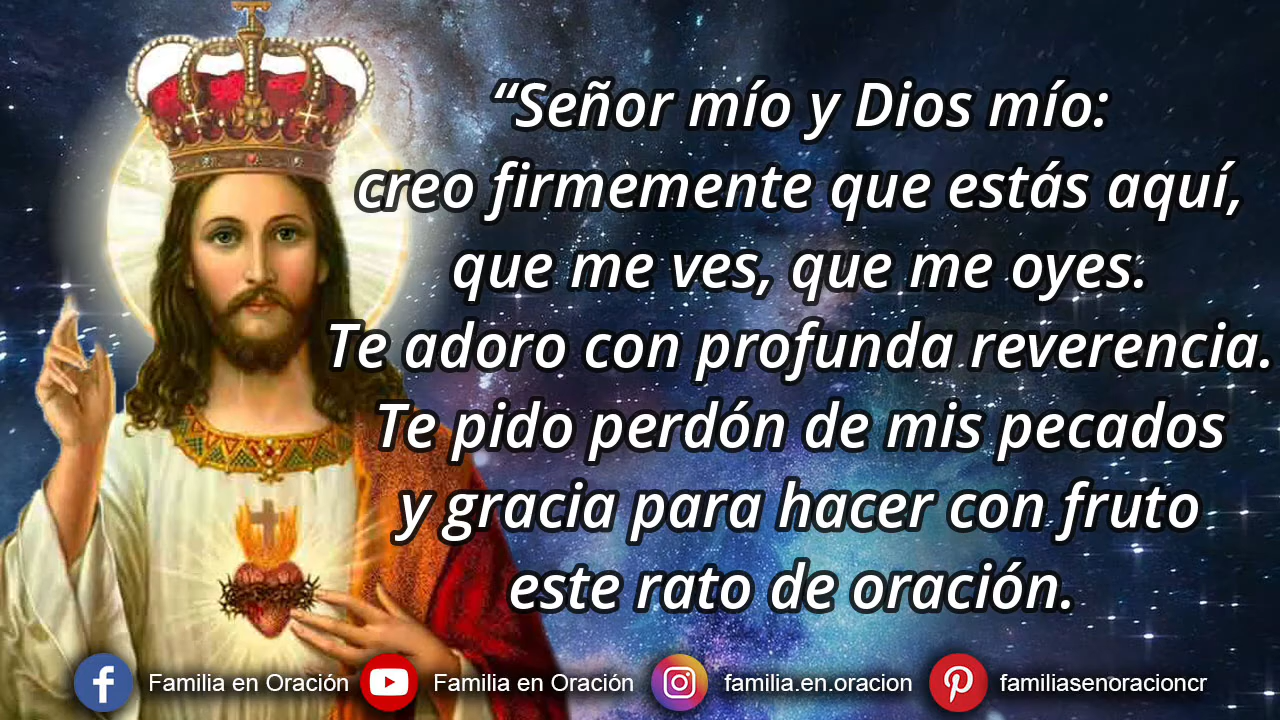 “Señor mío y Dios mío:
creo firmemente que estás aquí,
que me ves, que me oyes.
Te adoro con profunda reverencia.
Te pido perdón de mis pecados
y gracia para hacer con fruto
este rato de oración.
Familia en Oración Familia en Oración familia.en.oracion familiasenoracioncr